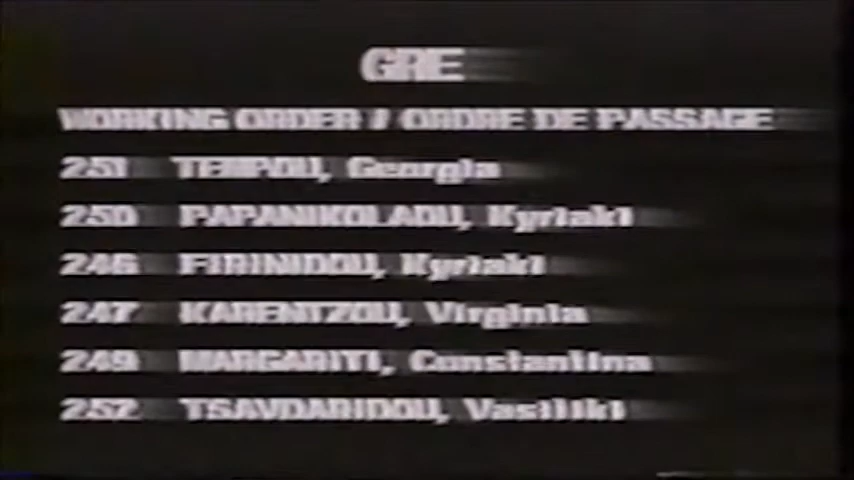 GRE
WORKING ORDER / ORDRE DE PASSAGE
251 TEMPOU, Georgia
250 PAPANIKOLAOU, Kyriaki
246 FIRINIDOU, Kyriaki
247 KARENTZOU, Virginia
249 MARGARITI, Constantina
252 TSAVDARIDOU, Vasiliki